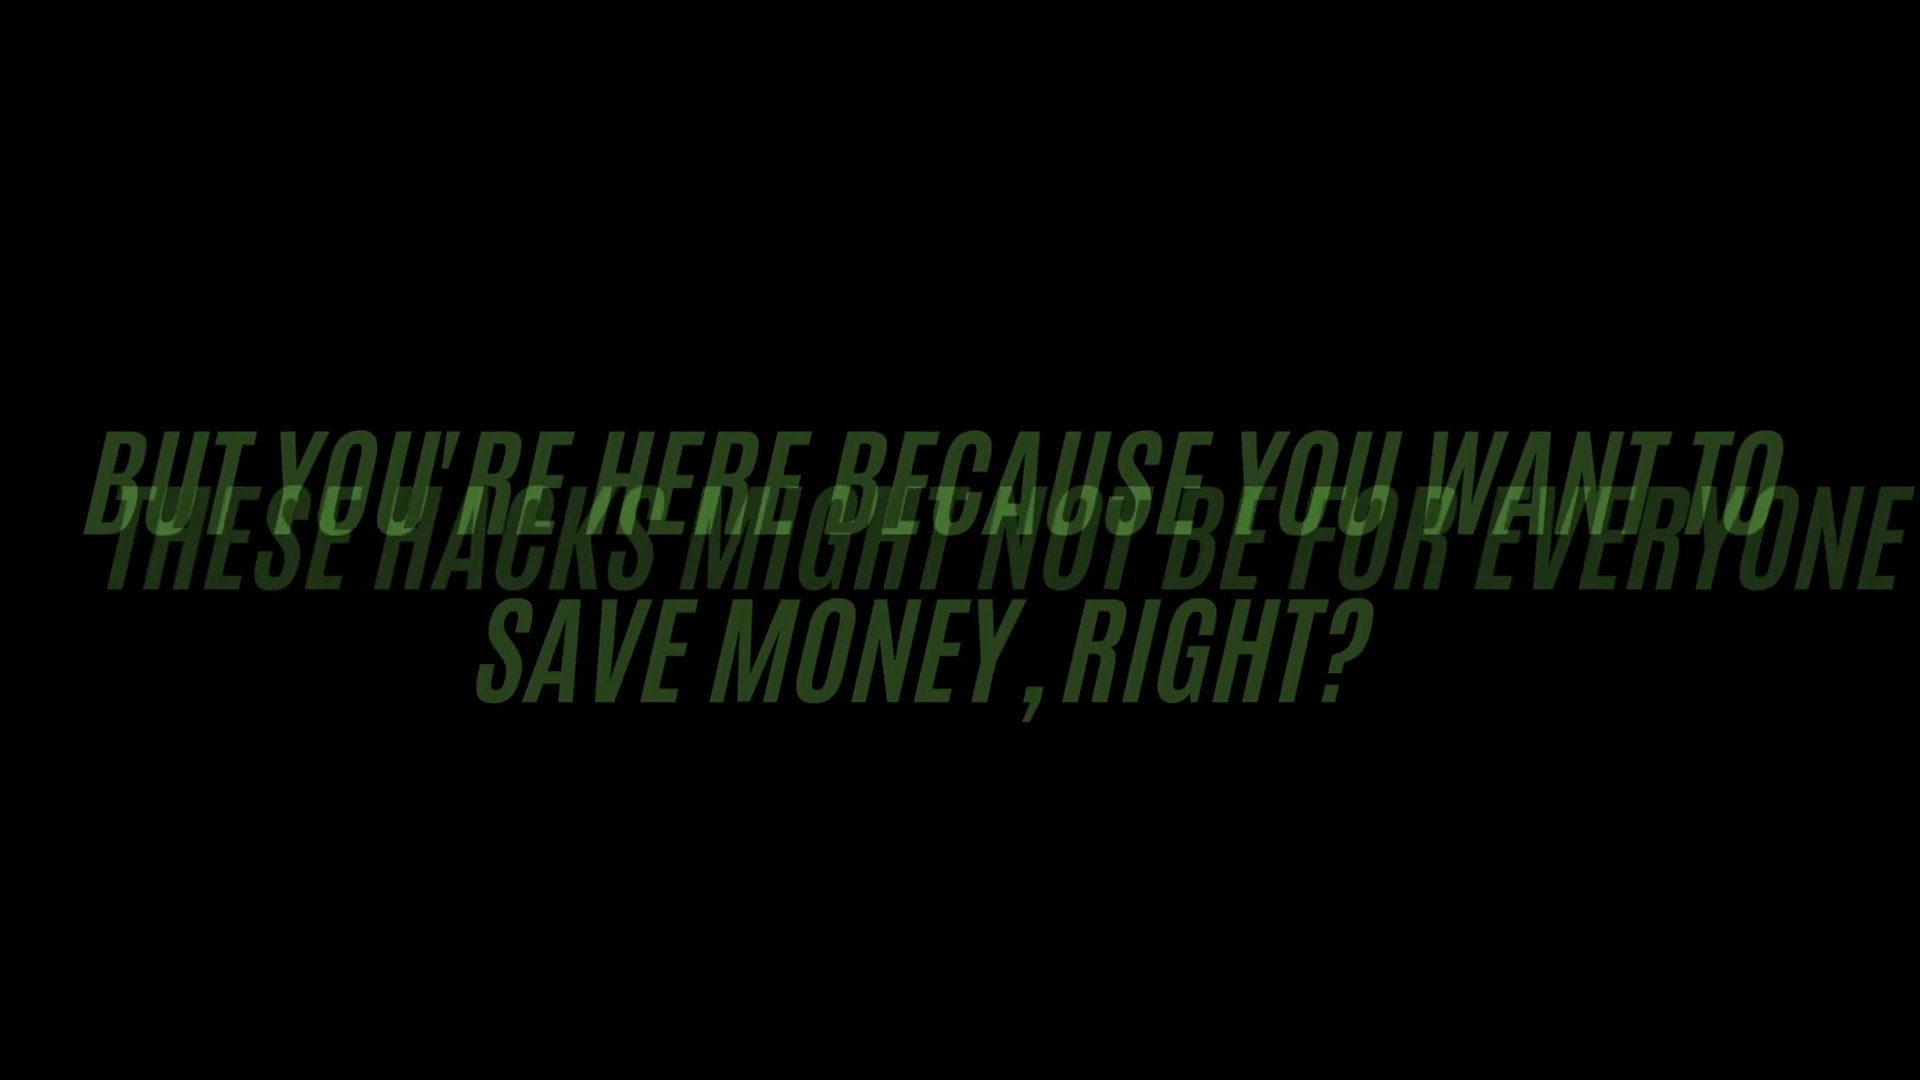 BUT YOU'RE HERE BECAUSE YOU WANT TO
THESE HACKS MIGHT NOT BE FOR EVERYONE
SAVE MONEY, RIGHT?